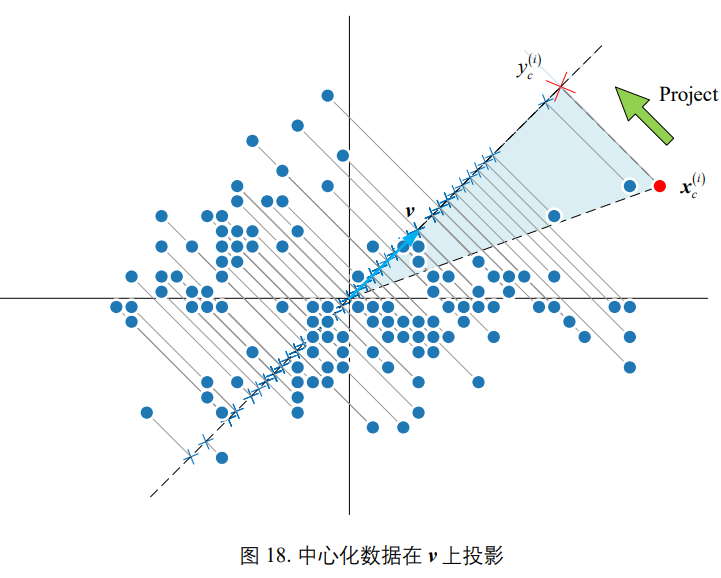 y_c^(i)
Project
x_c^(i)
v
图 18. 中心化数据在 v 上投影